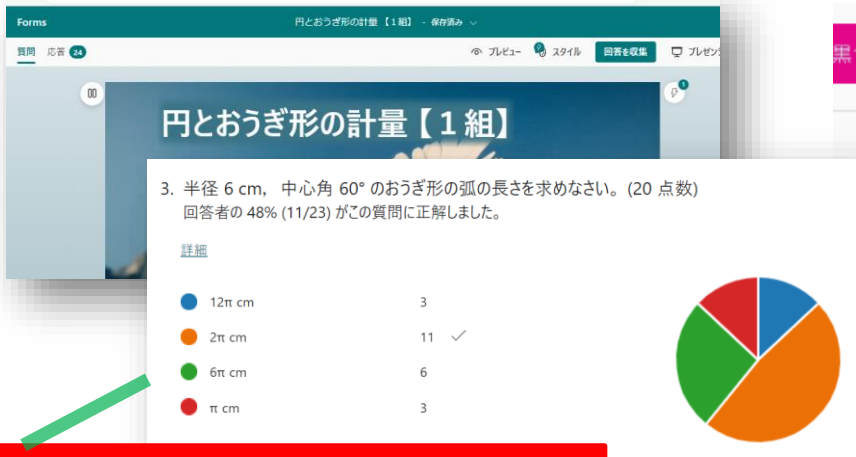 Forms
円とおうぎ形の計量【1組】 - 保存済み
質問 応答 24
プレビュー スタイル 回答を収集
円とおうぎ形の計量【1組】
3. 半径 6 cm，中心角 60° のおうぎ形の弧の長さを求めなさい。(20 点数)
回答者の 48% (11/23) がこの質問に正解しました。
詳細
12π cm 3
2π cm 11
6π cm 6
π cm 3